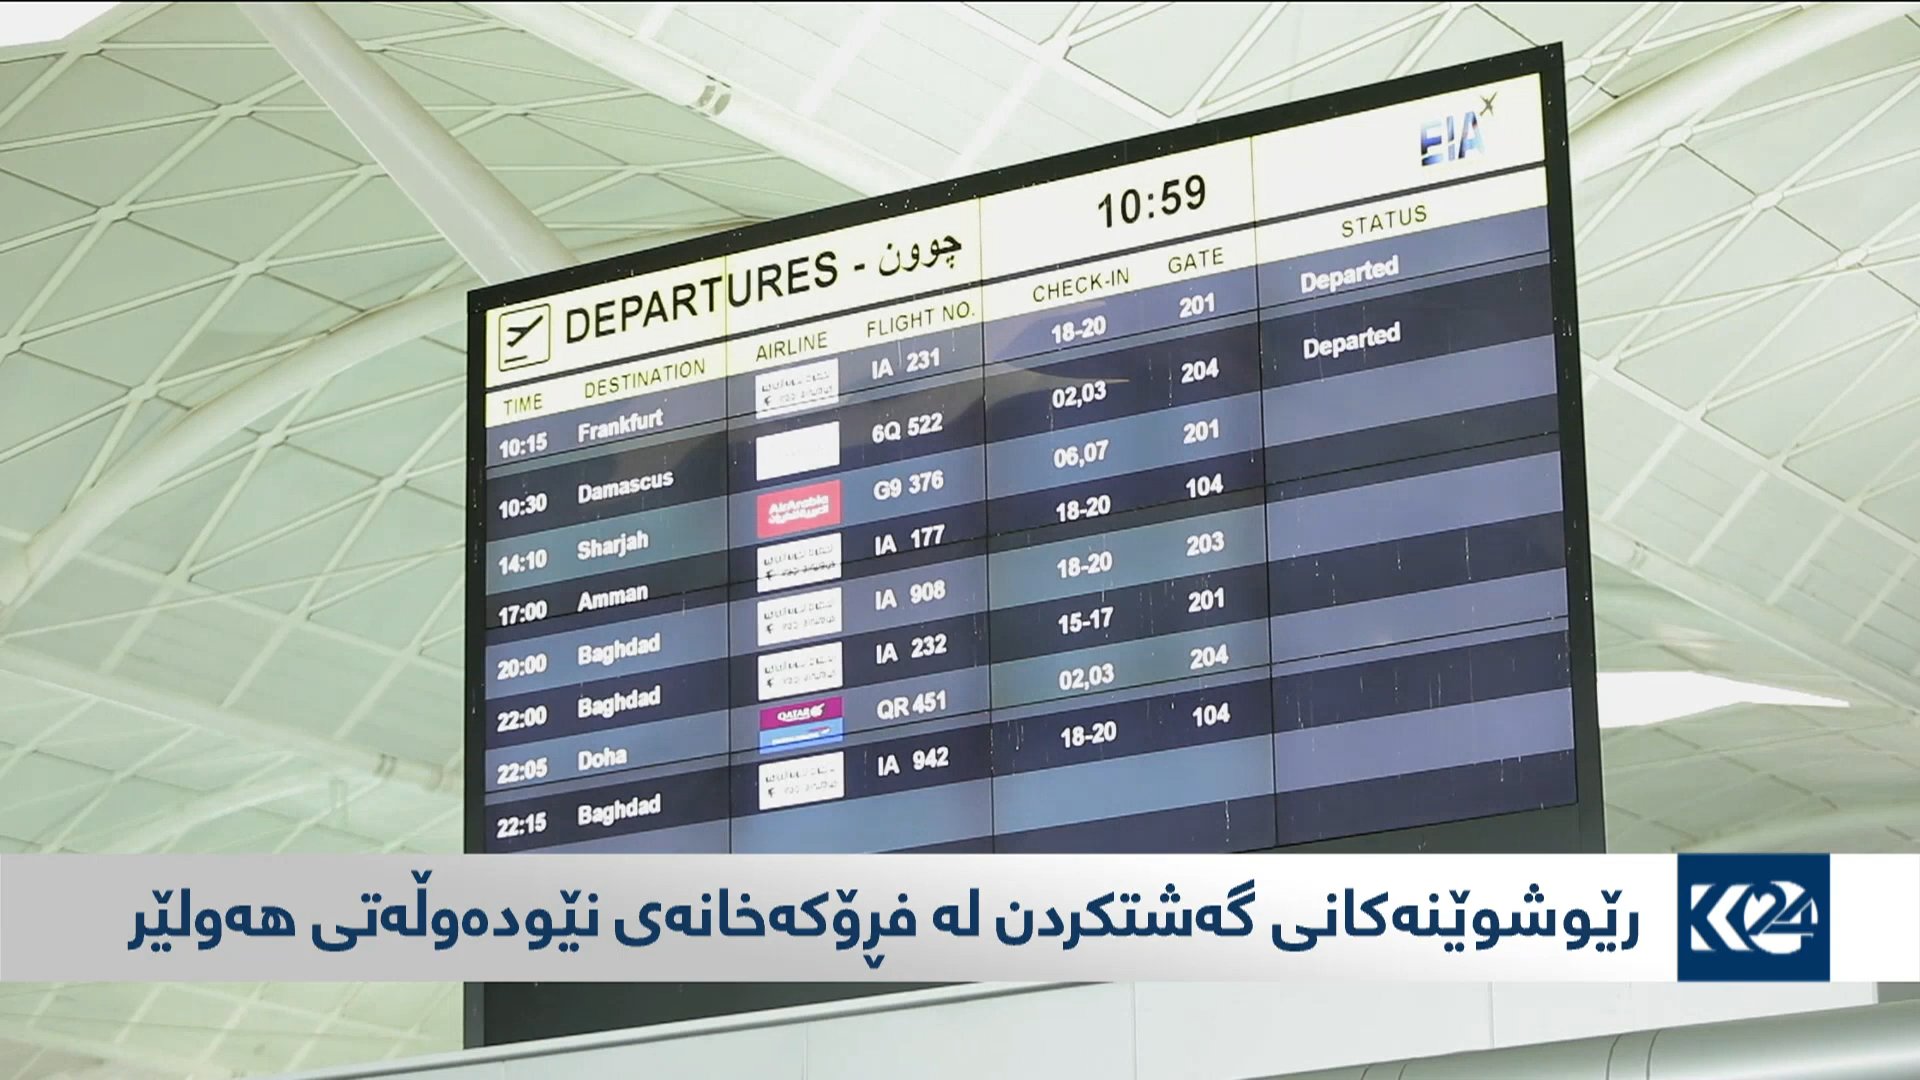 EIA
DEPARTURES - چوون 10:59
TIME DESTINATION AIRLINE FLIGHT NO. CHECK-IN GATE STATUS
10:15 Frankfurt IA 231 18-20 201 Departed
10:30 Damascus 6Q 522 02,03 204 Departed
14:10 Sharjah AirArabia G9 376 06,07 201
17:00 Amman IA 177 18-20 104
20:00 Baghdad IA 908 18-20 203
22:00 Baghdad IA 232 15-17 201
22:05 Doha QATAR QR 451 02,03 204
22:15 Baghdad IA 942 18-20 104
ڕێوشوێنەکانی گەشتکردن لە فڕۆکەخانەی نێودەوڵەتی هەولێر
K24